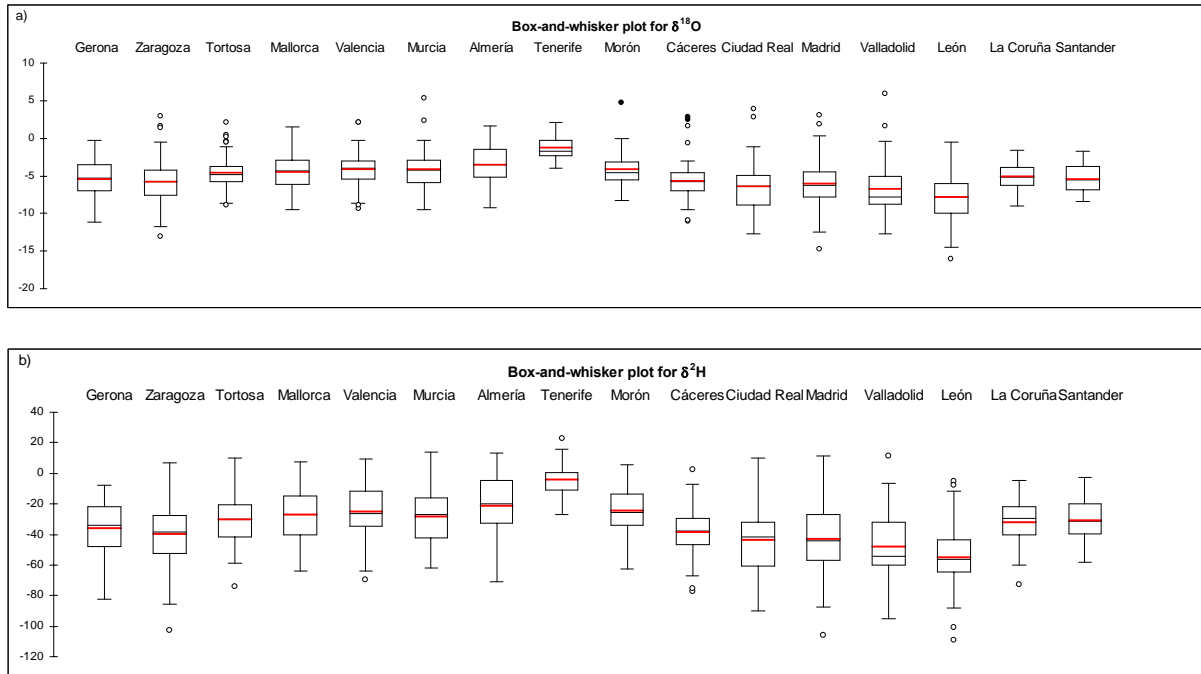 a)
Box-and-whisker plot for δ¹⁸O
Gerona Zaragoza Tortosa Mallorca Valencia Murcia Almería Tenerife Morón Cáceres Ciudad Real Madrid Valladolid León La Coruña Santander
10
5
0
-5
-10
-15
-20
b)
Box-and-whisker plot for δ²H
Gerona Zaragoza Tortosa Mallorca Valencia Murcia Almería Tenerife Morón Cáceres Ciudad Real Madrid Valladolid León La Coruña Santander
40
20
0
-20
-40
-60
-80
-100
-120